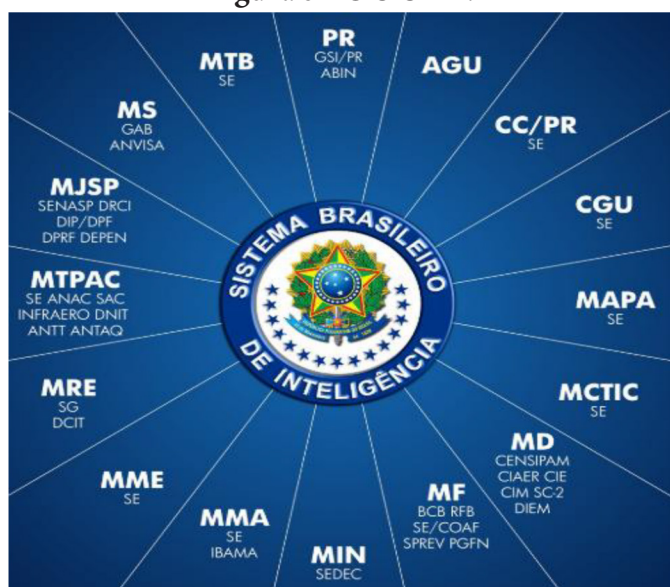 PR
GSI/PR
ABIN
AGU
CC/PR
SE
CGU
SE
MAPA
SE
MCTIC
SE
MD
CENSIPAM
CIAER CIE
CIM SC-2
DIEM
MF
BCB RFB
SE/COAF
SPREV PGFN
MIN
SEDEC
MMA
SE
IBAMA
MME
SE
MRE
SG
DCIT
MTPAC
SE ANAC SAC
INFRAERO DNIT
ANTT ANTAQ
MJSP
SENASP DRCI
DIP/DPF
DPRF DEPEN
MS
GAB
ANVISA
MTB
SE
SISTEMA BRASILEIRO
DE INTELIGÊNCIA